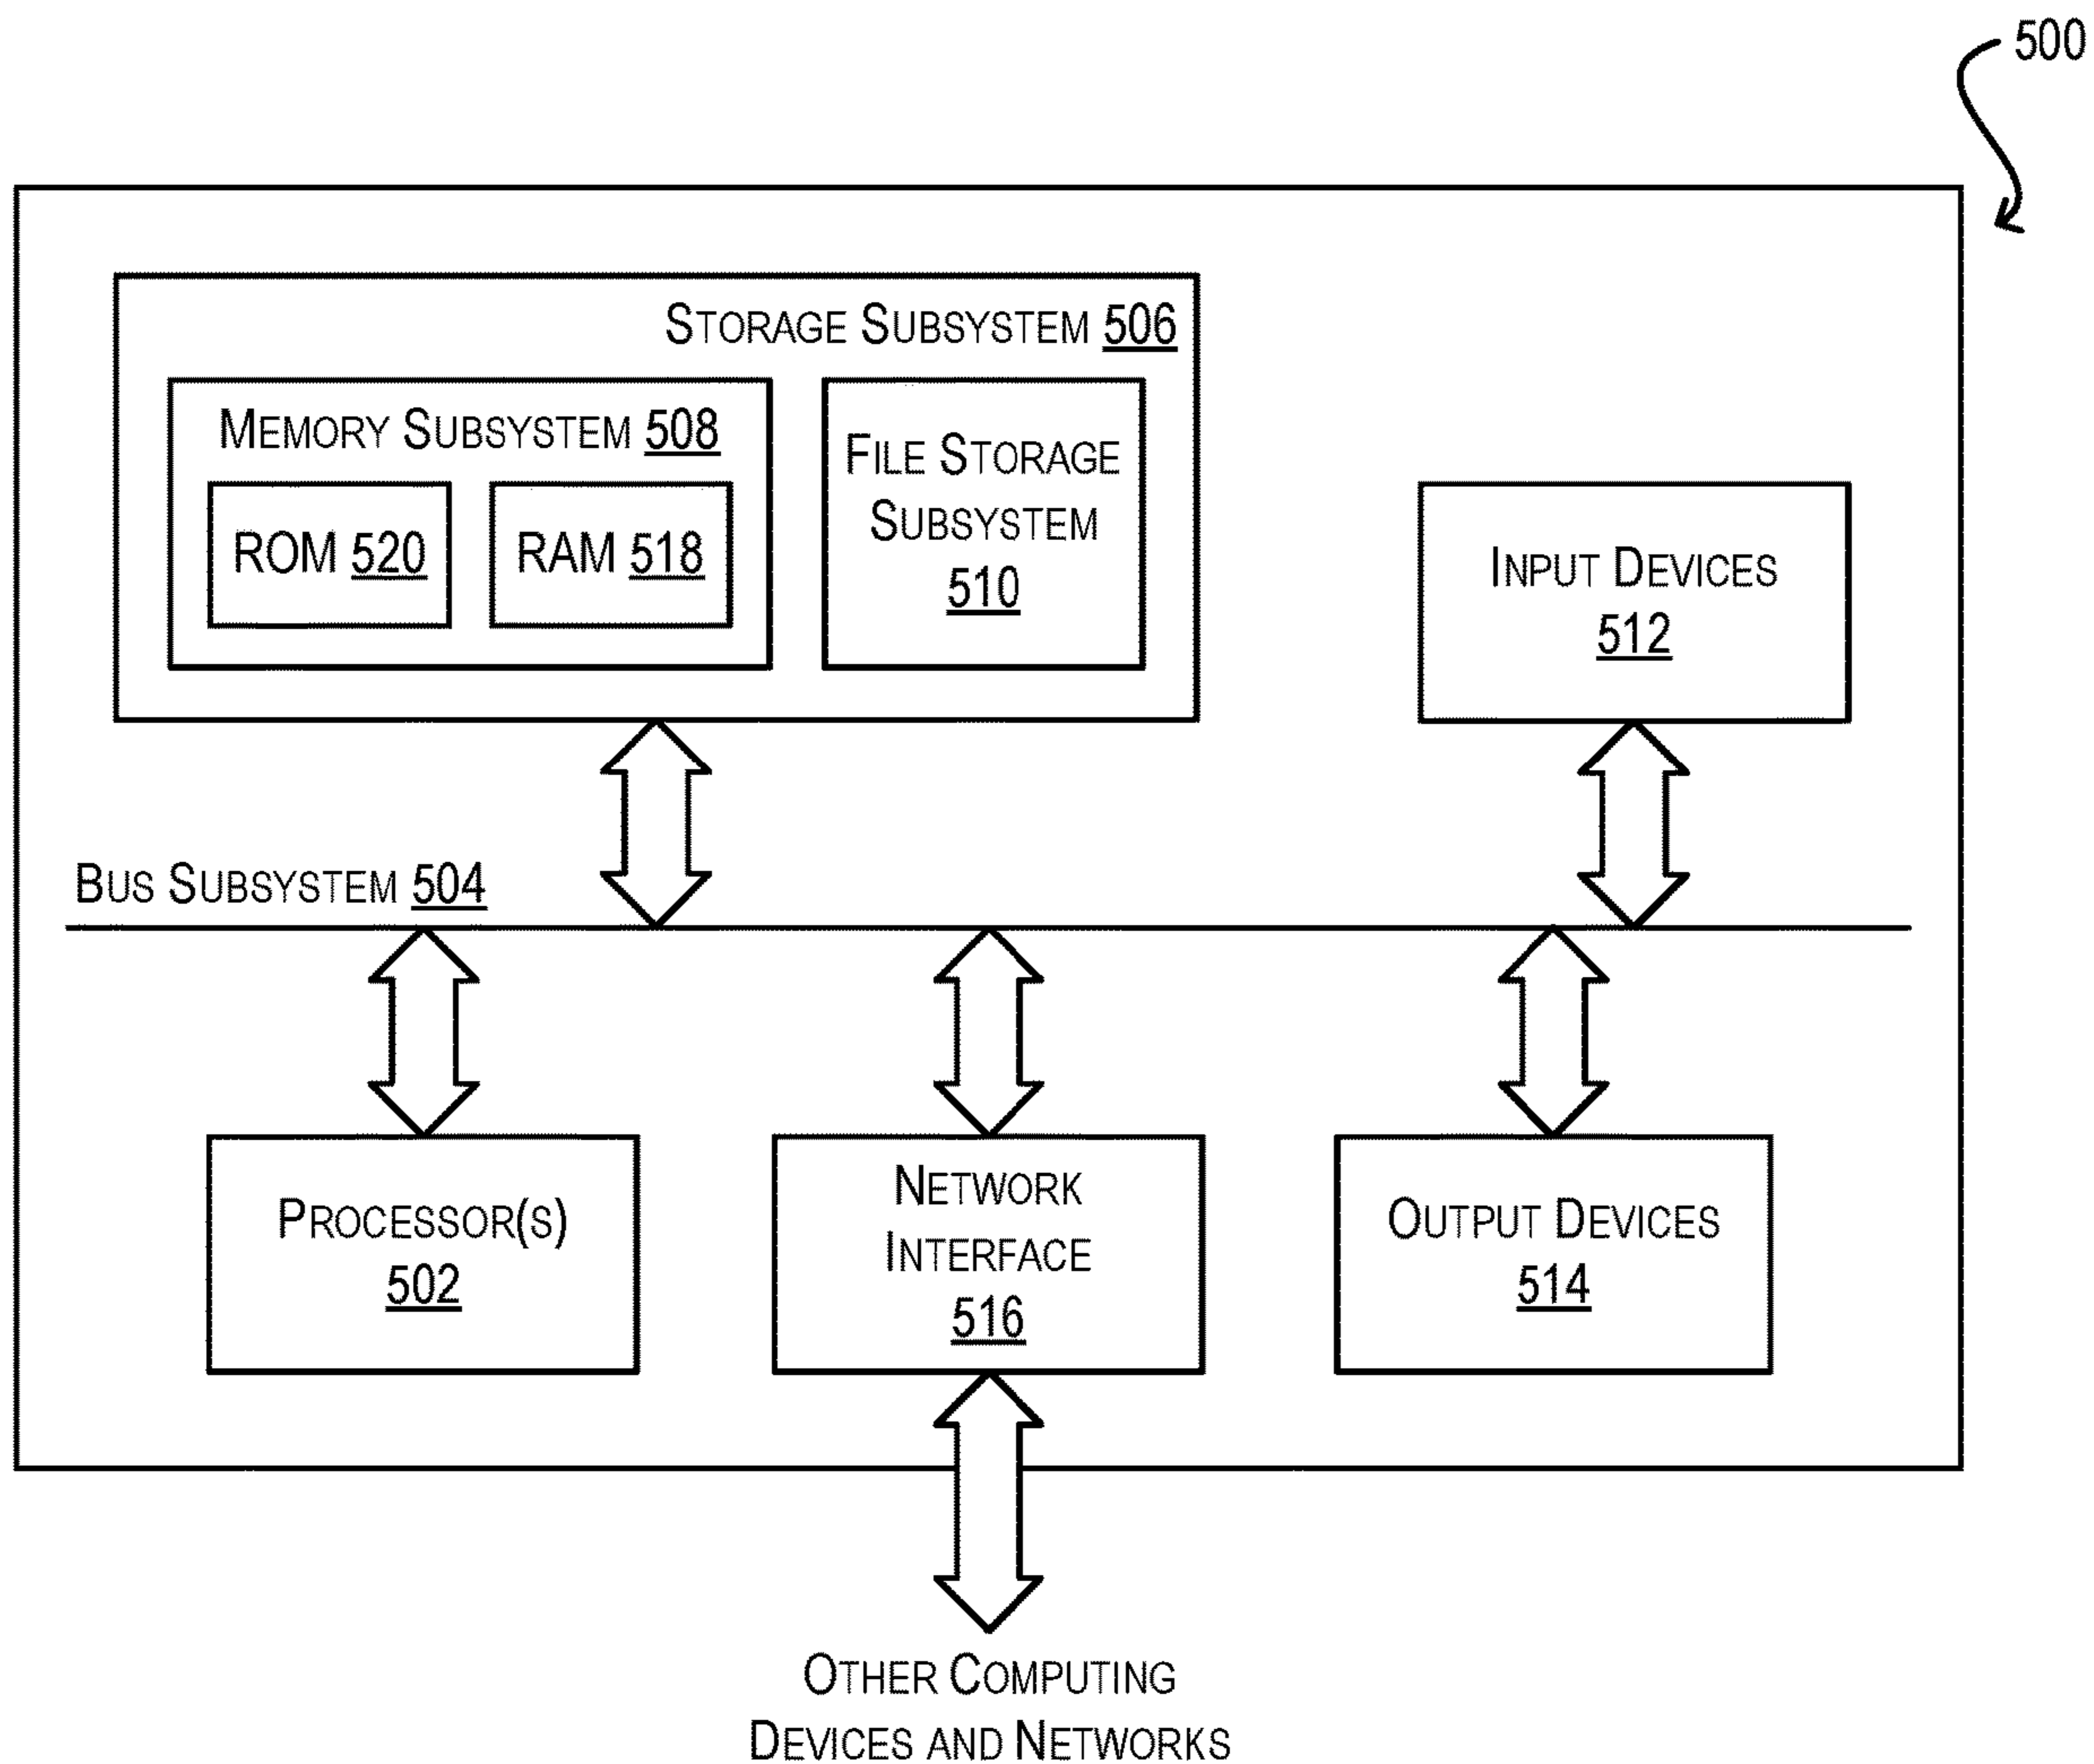 500
STORAGE SUBSYSTEM 506
MEMORY SUBSYSTEM 508
ROM 520
RAM 518
FILE STORAGE
SUBSYSTEM
510
INPUT DEVICES
512
BUS SUBSYSTEM 504
PROCESSOR(S)
502
NETWORK
INTERFACE
516
OUTPUT DEVICES
514
OTHER COMPUTING
DEVICES AND NETWORKS